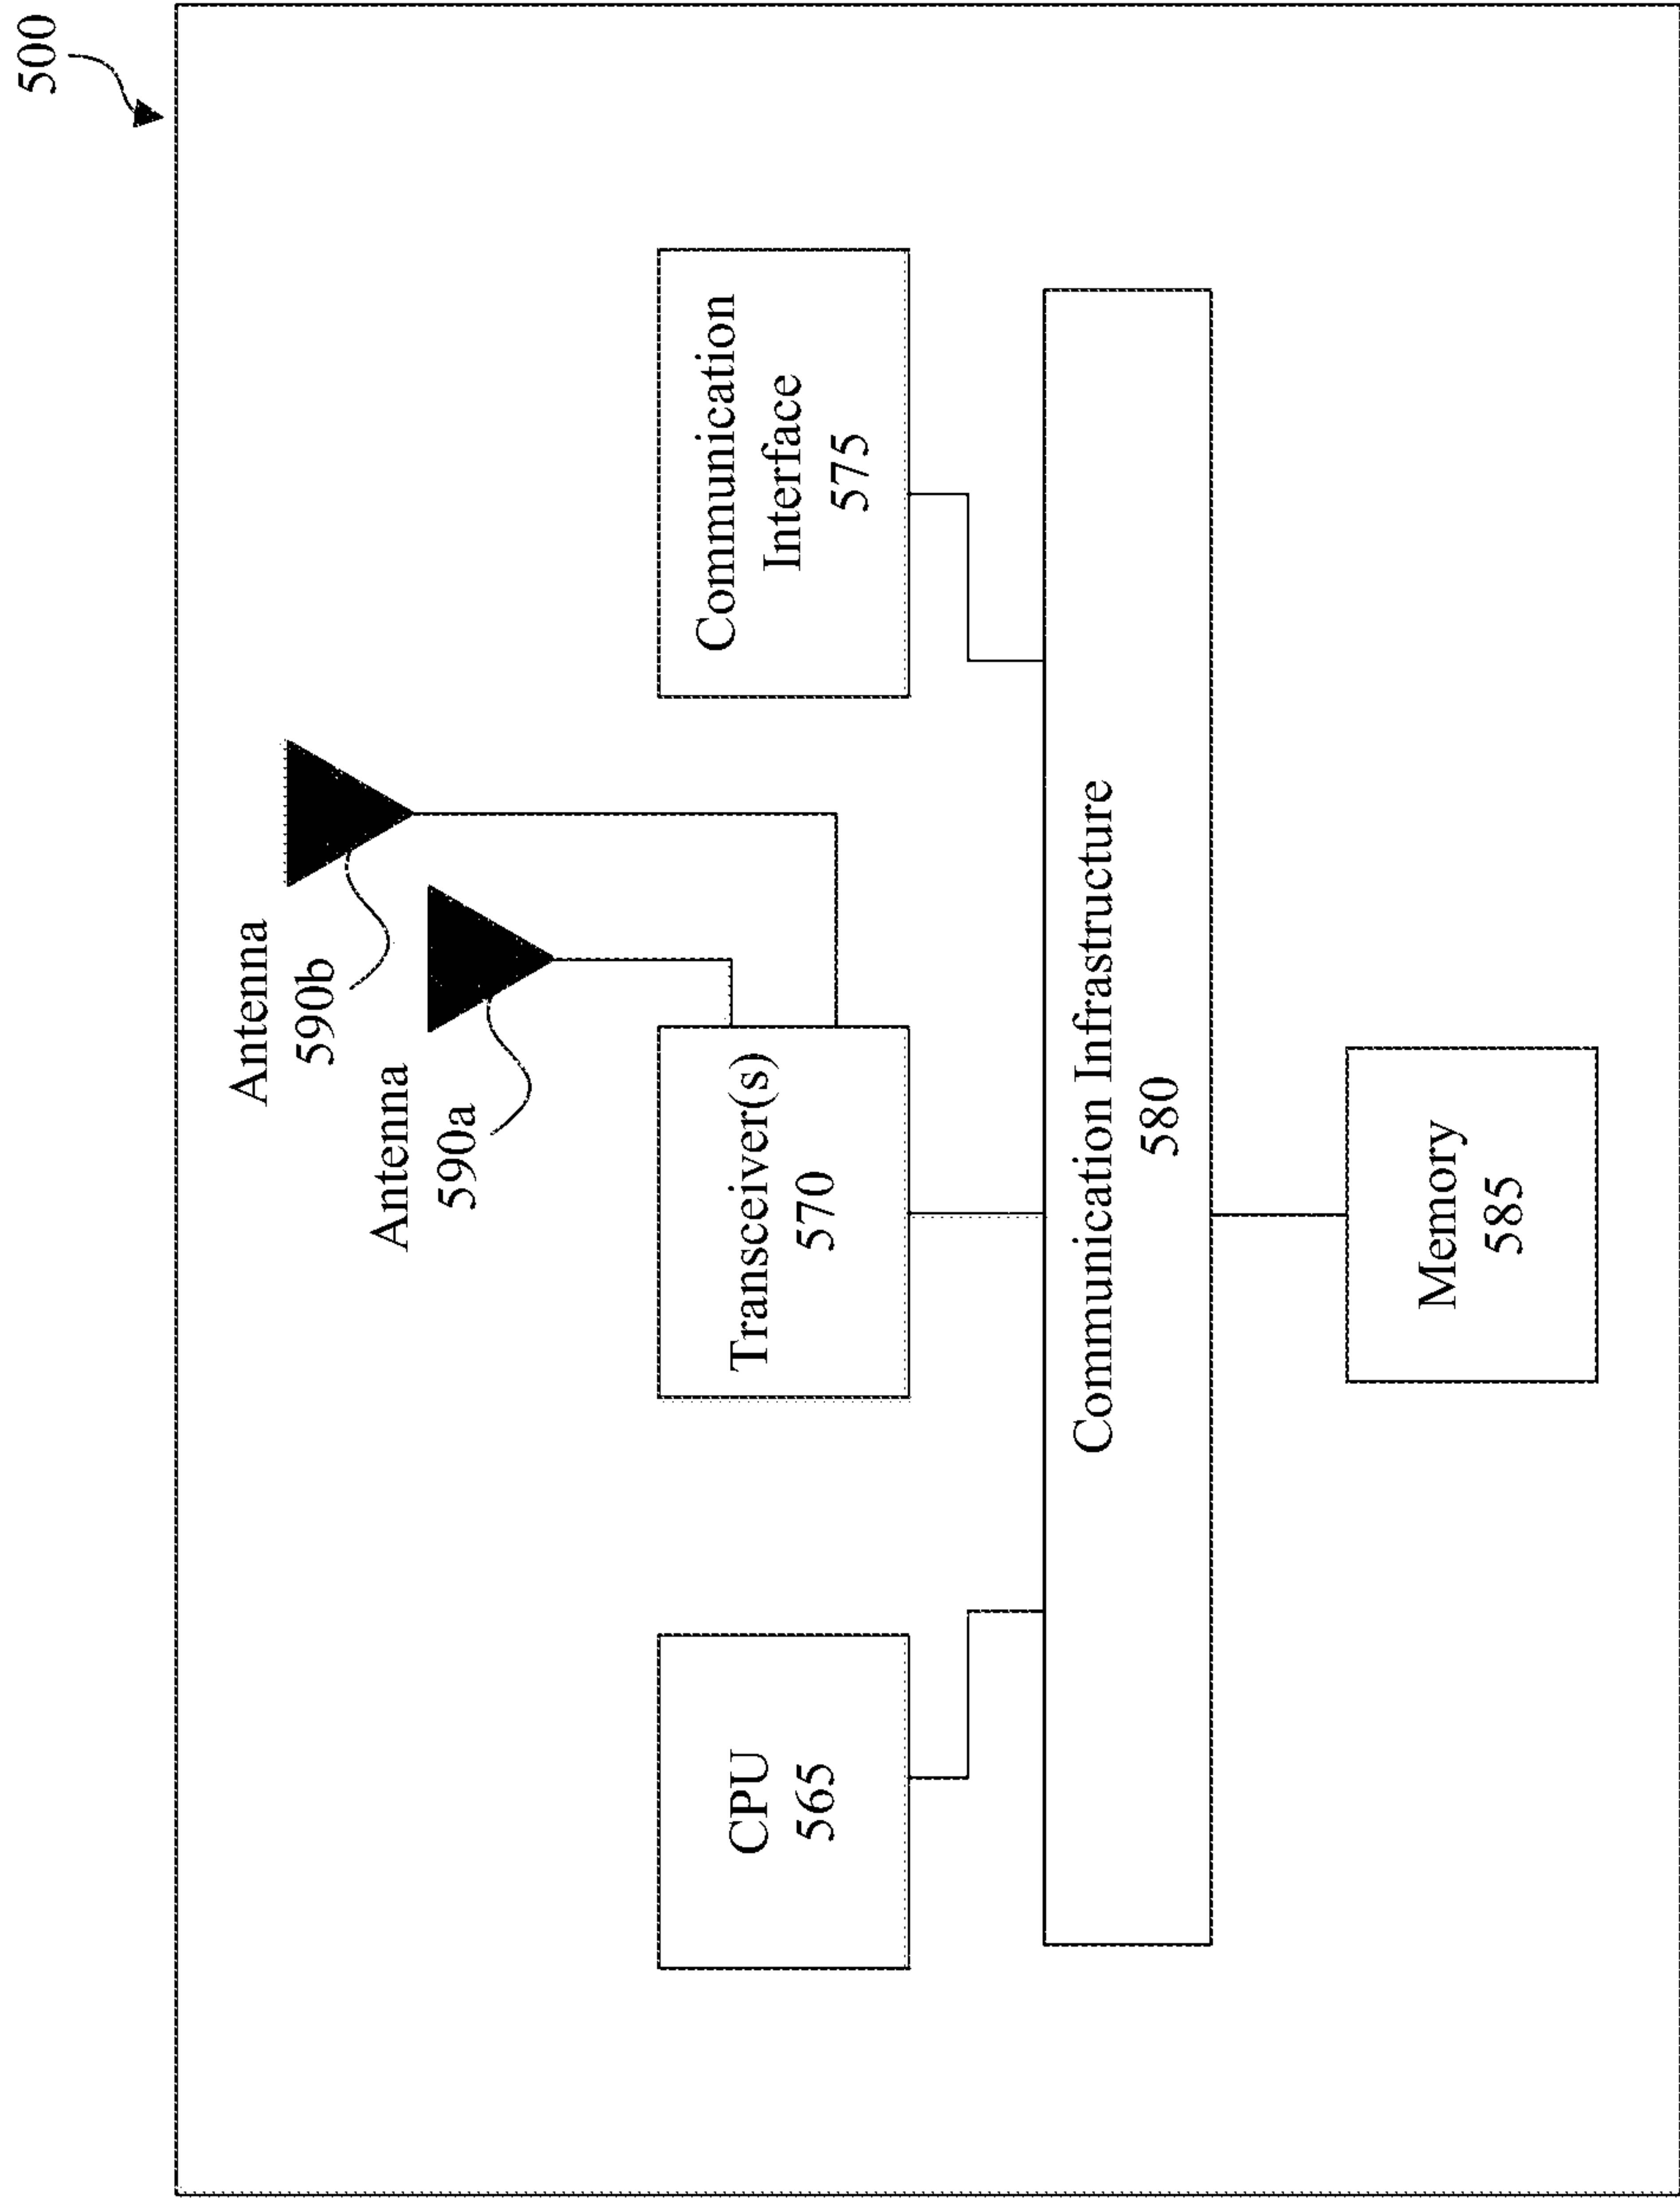 500
Antenna
590b
Antenna
590a
CPU
565
Transceiver(s)
570
Communication
Interface
575
Communication Infrastructure
580
Memory
585